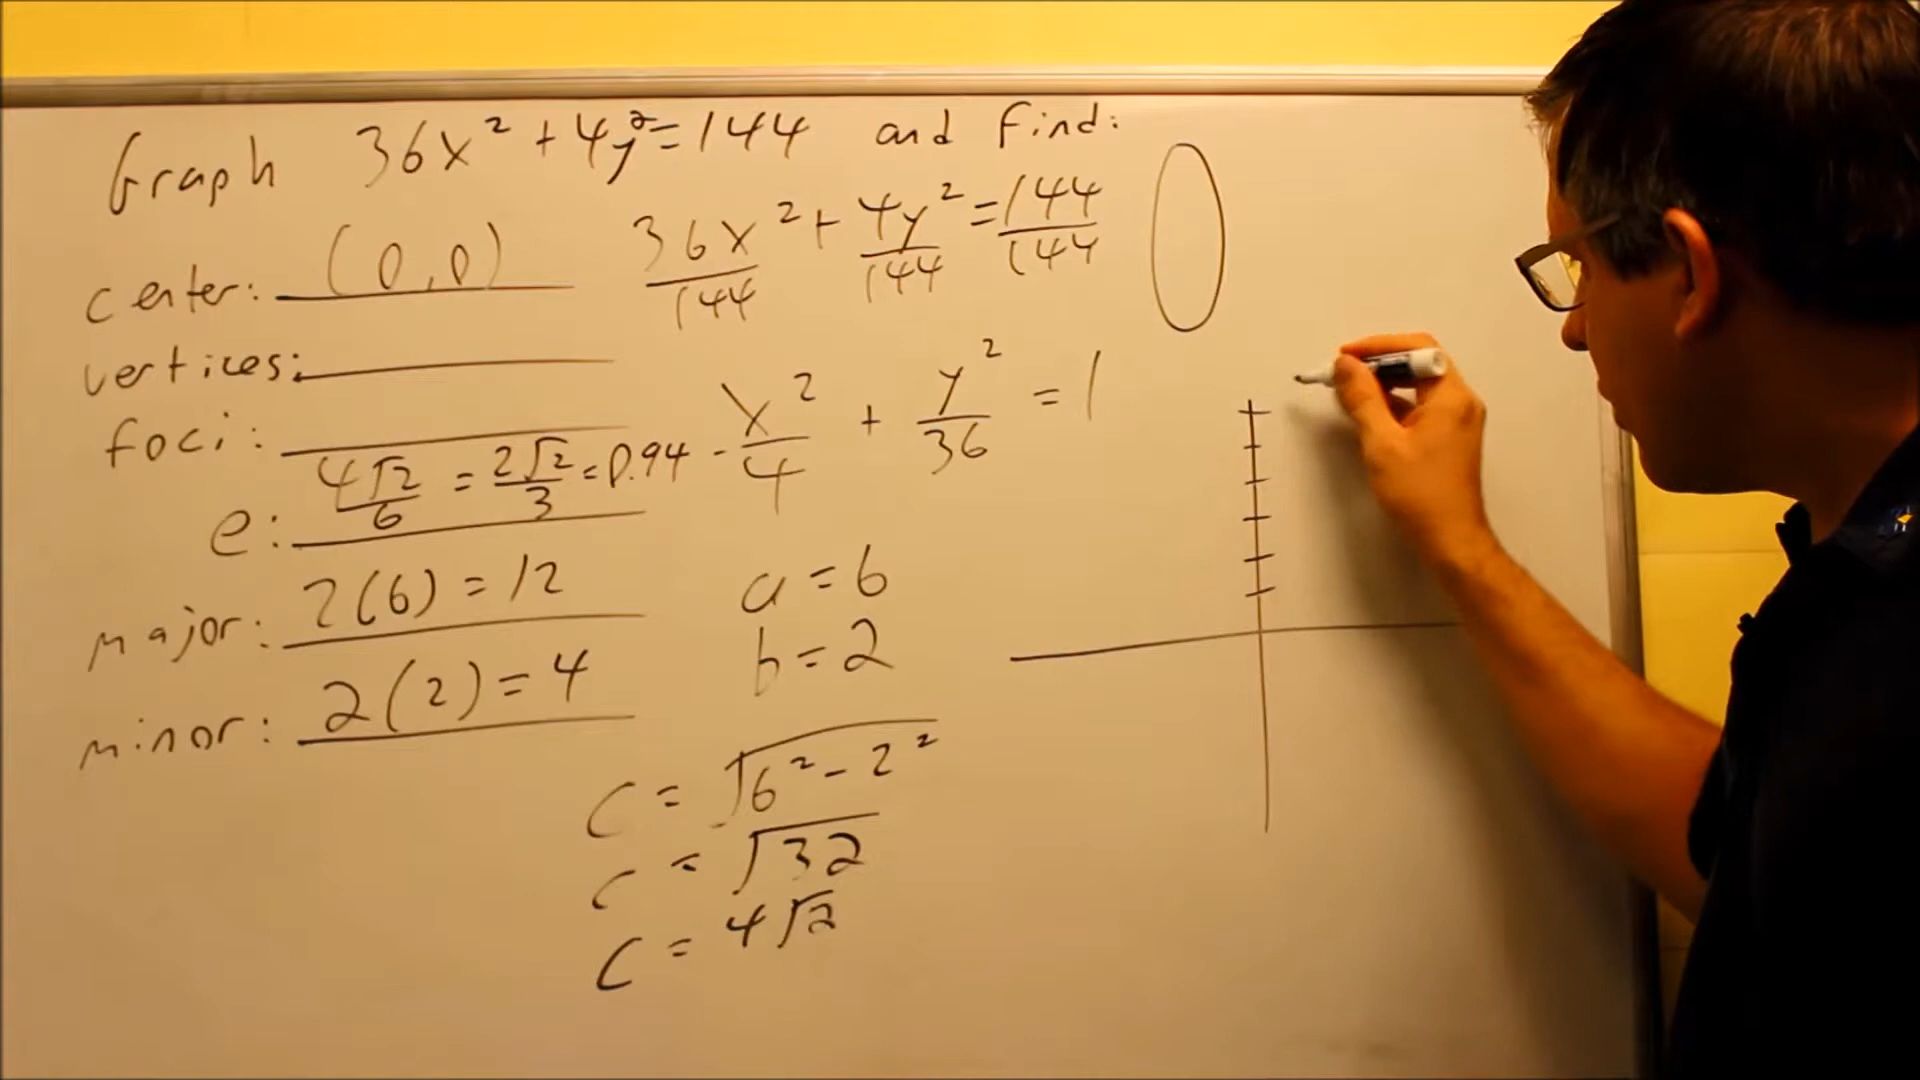 Graph 36x² + 4y² = 144 and find:
36x²/144 + 4y²/144 = 144/144
center: (0,0)
vertices:
x²/4 + y²/36 = 1
foci:
e: 4√2/6 = 2√2/3 = 0.94
major: 2(6) = 12
a = 6
minor: 2(2) = 4
b = 2
c = √6² - 2²
c = √32
c = 4√2